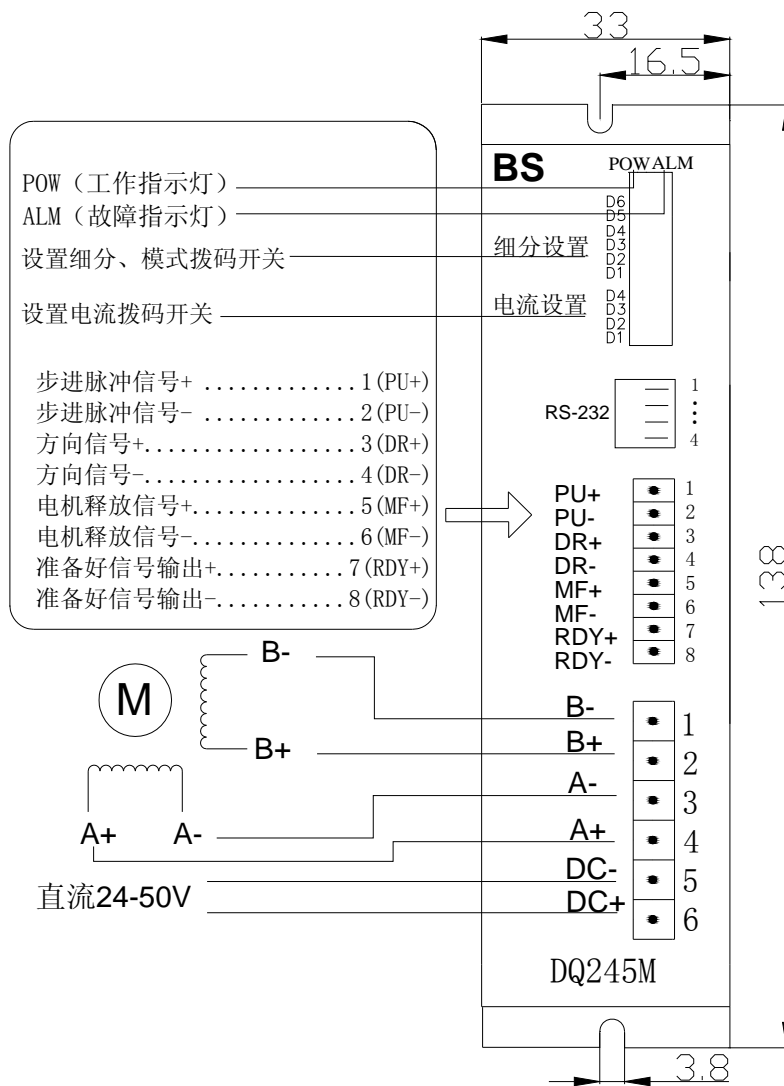 33
16.5
BS
POW ALM
POW（工作指示灯）
ALM（故障指示灯）
设置细分、模式拨码开关
设置电流拨码开关
细分设置
D6
D5
D4
D3
D2
D1
电流设置
D4
D3
D2
D1
步进脉冲信号+ .............1(PU+)
步进脉冲信号- .............2(PU-)
方向信号+..................3(DR+)
方向信号-..................4(DR-)
电机释放信号+..............5(MF+)
电机释放信号-..............6(MF-)
准备好信号输出+............7(RDY+)
准备好信号输出-............8(RDY-)
RS-232
1
4
PU+ 1
PU- 2
DR+ 3
DR- 4
MF+ 5
MF- 6
RDY+ 7
RDY- 8
138
M
B-
B+
A+ A-
直流24-50V
B- 1
B+ 2
A- 3
A+ 4
DC- 5
DC+ 6
DQ245M
3.8